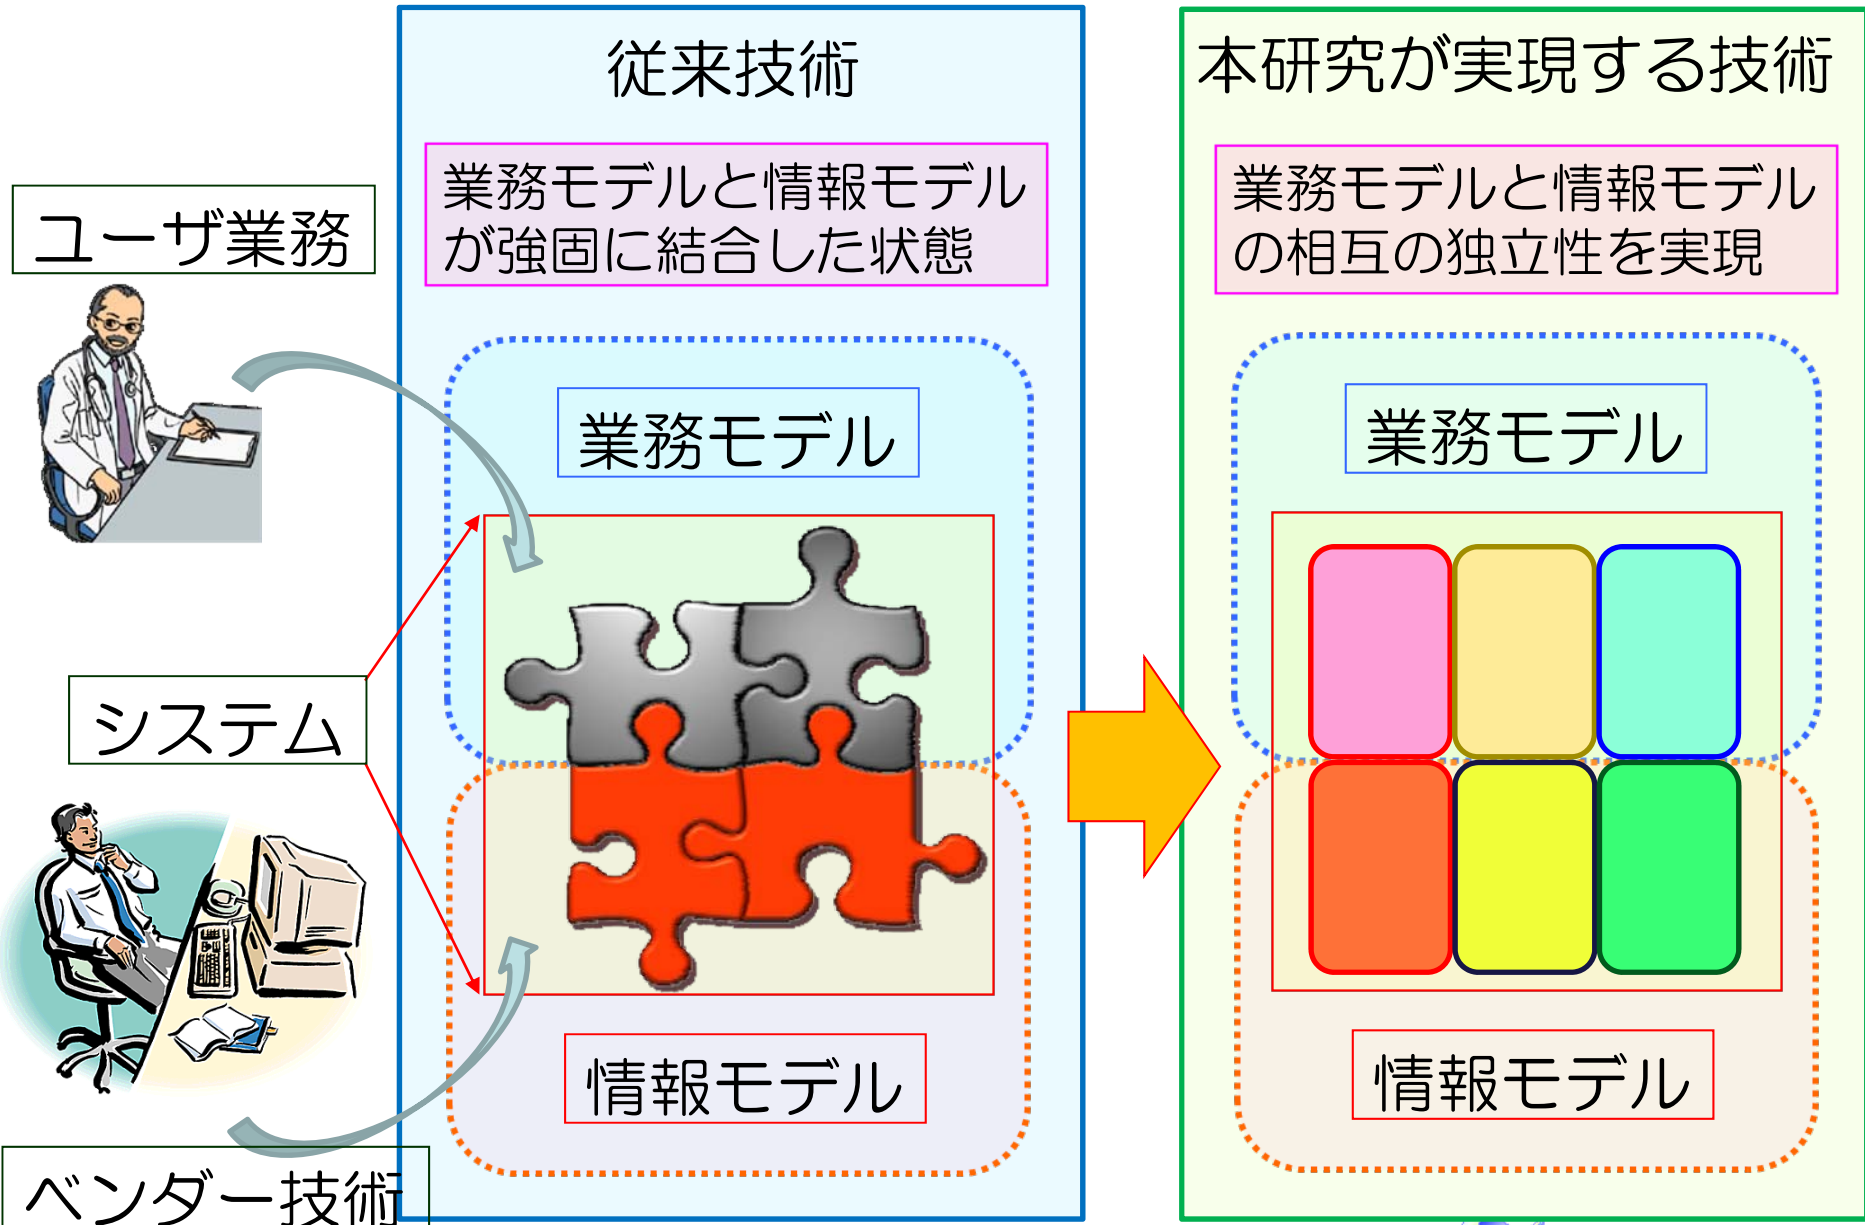 従来技術
本研究が実現する技術
業務モデルと情報モデル
が強固に結合した状態
業務モデルと情報モデル
の相互の独立性を実現
ユーザ業務
業務モデル
業務モデル
システム
情報モデル
情報モデル
ベンダー技術